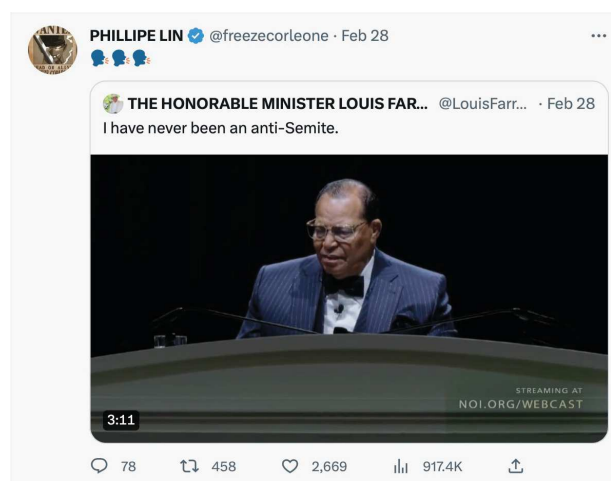 PHILLIPE LIN @freezecorleone · Feb 28
🗣🗣🗣
THE HONORABLE MINISTER LOUIS FAR... @LouisFarr... · Feb 28
I have never been an anti-Semite.
STREAMING AT
NOI.ORG/WEBCAST
3:11
78 458 2,669 917.4K